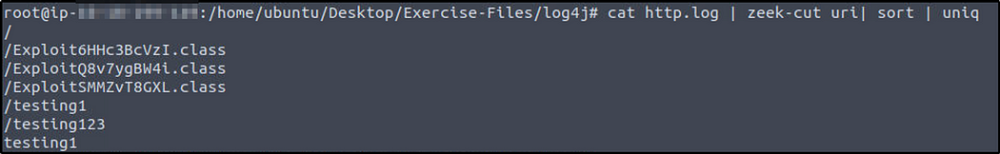 root@ip- :/home/ubuntu/Desktop/Exercise-Files/log4j# cat http.log | zeek-cut uri| sort | uniq
/
/Exploit6HHc3BcVzI.class
/ExploitQ8v7ygBW4i.class
/ExploitSMMZvT8GXL.class
/testing1
/testing123
testing1